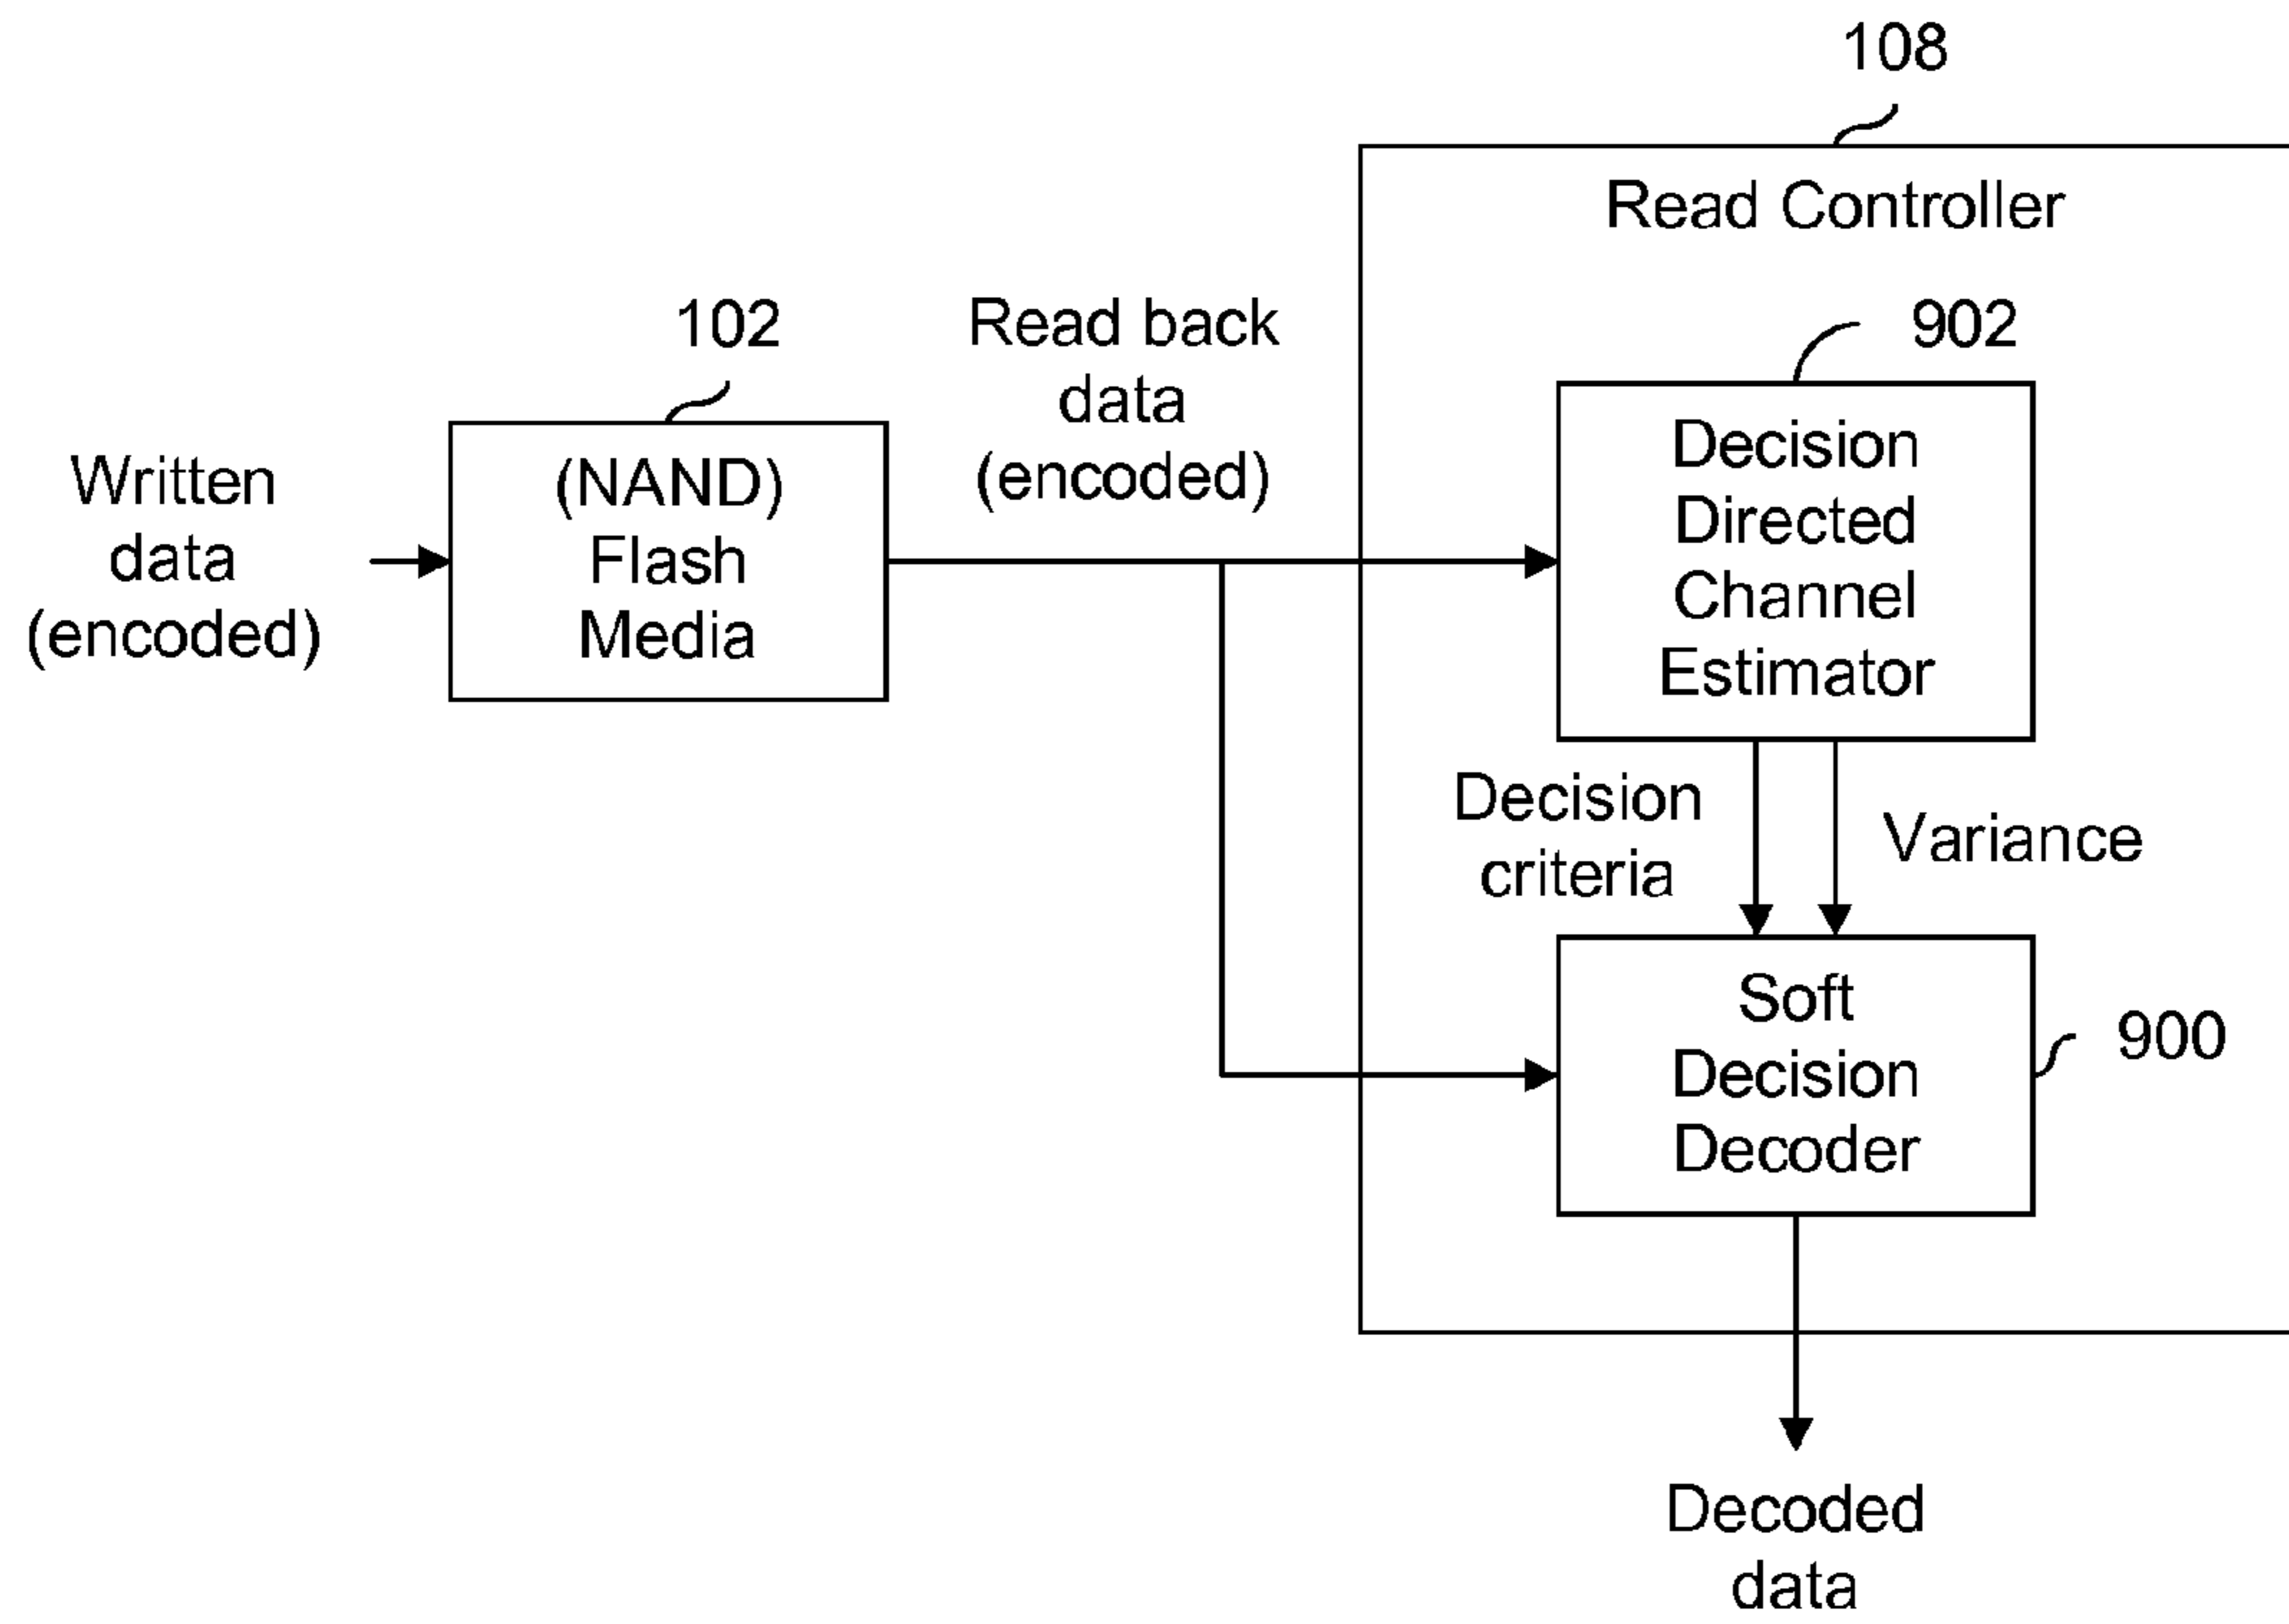 108
Read Controller
102
Read back
data
(encoded)
902
Written
data
(encoded)
(NAND)
Flash
Media
Decision
Directed
Channel
Estimator
Decision
criteria
Variance
Soft
Decision
Decoder
900
Decoded
data